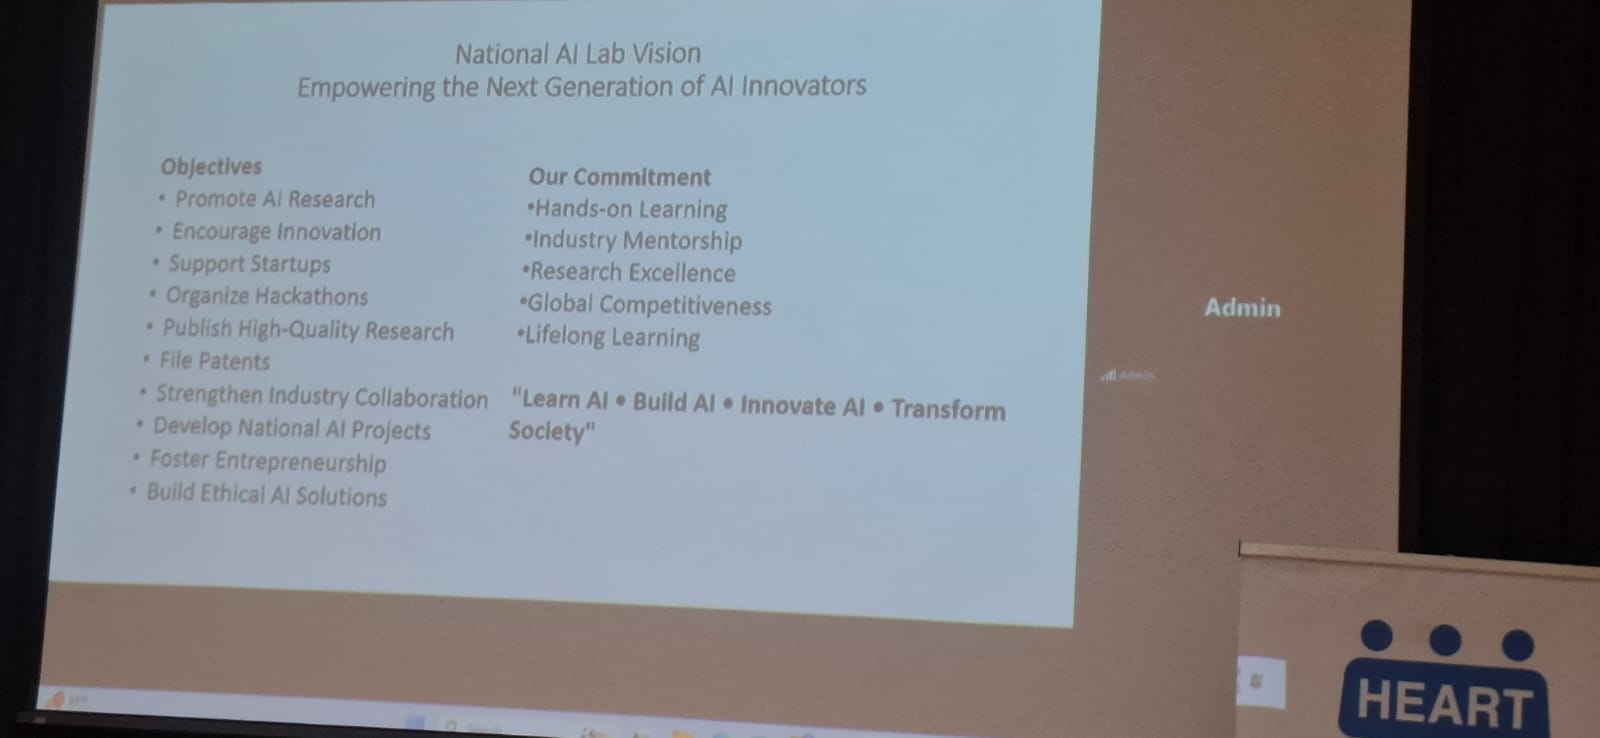 National AI Lab Vision
Empowering the Next Generation of AI Innovators
Objectives
• Promote AI Research
• Encourage Innovation
• Support Startups
• Organize Hackathons
• Publish High-Quality Research
• File Patents
• Strengthen Industry Collaboration
• Develop National AI Projects
• Foster Entrepreneurship
• Build Ethical AI Solutions
Our Commitment
•Hands-on Learning
•Industry Mentorship
•Research Excellence
•Global Competitiveness
•Lifelong Learning
"Learn AI • Build AI • Innovate AI • Transform
Society"
Admin
Admin
Search
HEART